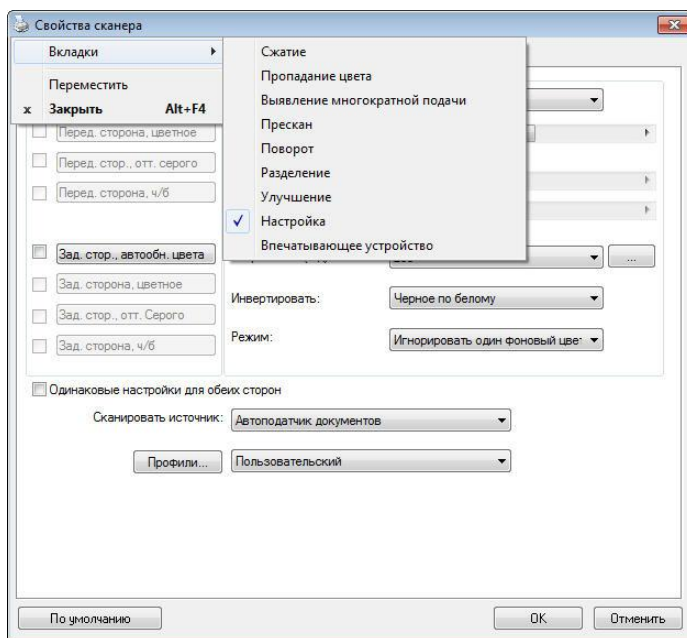 Свойства сканера
Вкладки
Переместить
x Закрыть Alt+F4
Сжатие
Пропадание цвета
Выявление многократной подачи
Прескан
Поворот
Разделение
Улучшение
Настройка
Впечатывающее устройство
Перед. сторона, цветное
Перед. стор., отт. серого
Перед. сторона, ч/б
Зад. стор., автообн. цвета
...
Зад. сторона, цветное
Зад. стор., отт. Серого
Зад. сторона, ч/б
Инвертировать: Черное по белому
Режим: Игнорировать один фоновый цвет
Одинаковые настройки для обеих сторон
Сканировать источник: Автоподатчик документов
Профили... Пользовательский
По умолчанию OK Отменить